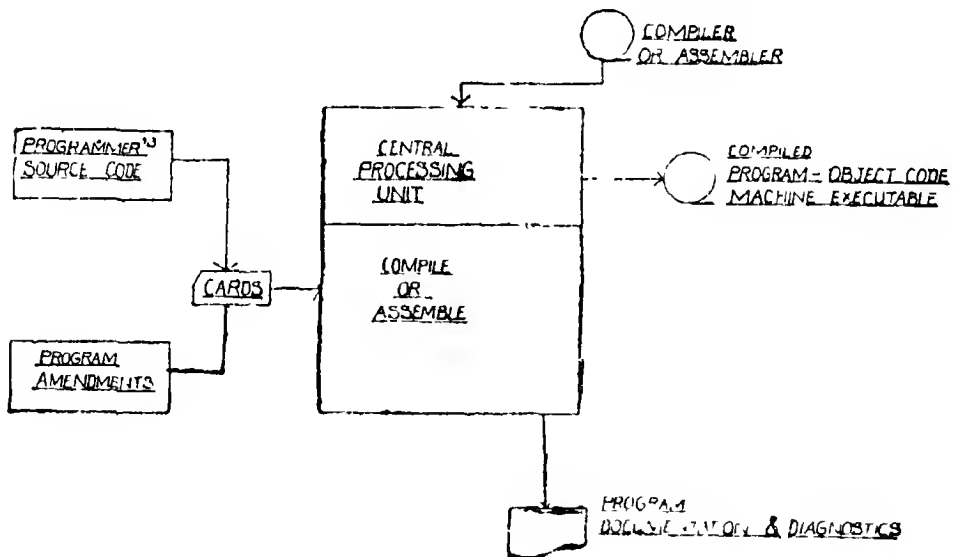 COMPILER
OR ASSEMBLER
PROGRAMMER'S
SOURCE CODE
CENTRAL
PROCESSING
UNIT
COMPILED
PROGRAM - OBJECT CODE
MACHINE EXECUTABLE
COMPILE
OR
ASSEMBLE
CARDS
PROGRAM
AMENDMENTS
PROGRAM
& DIAGNOSTICS